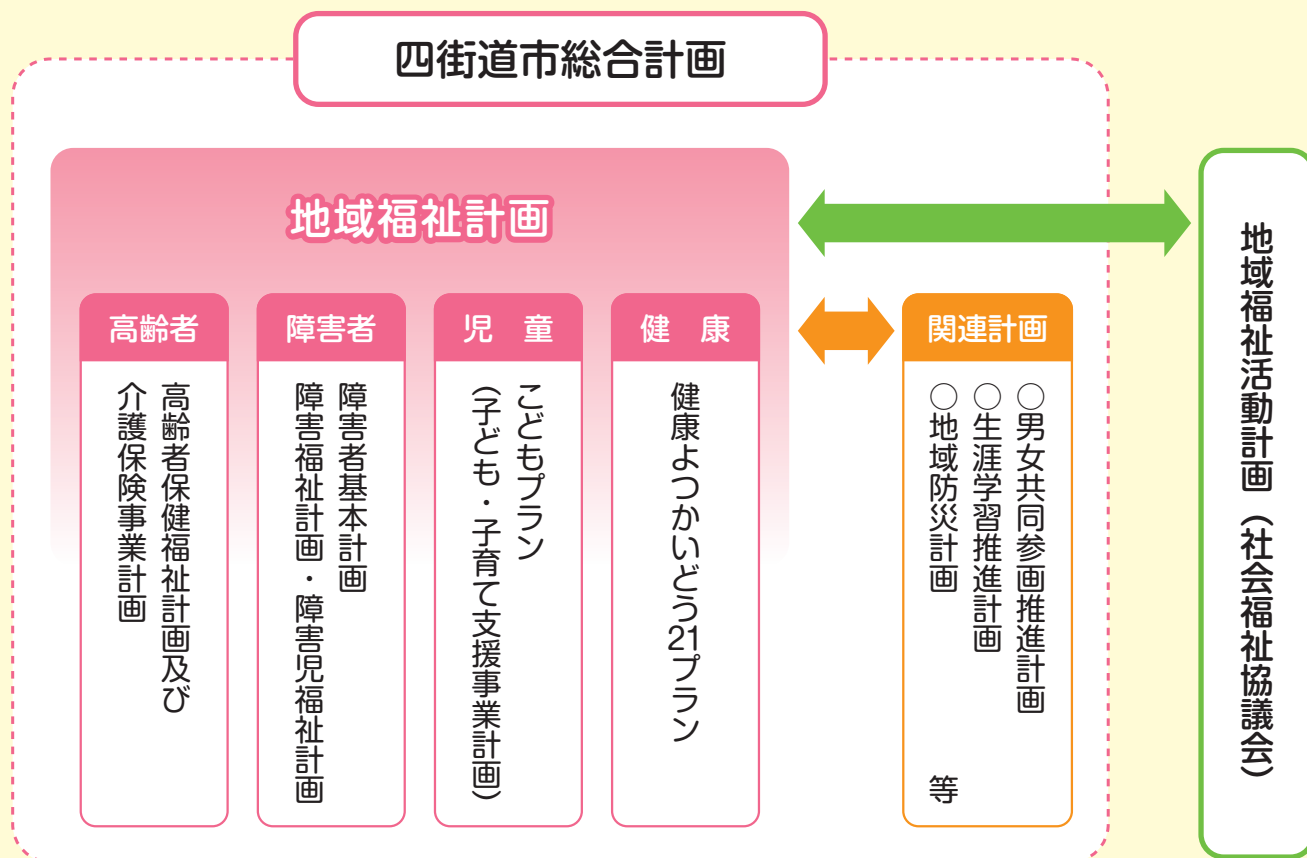 四街道市総合計画
地域福祉計画
高齢者
高齢者保健福祉計画及び
介護保険事業計画
障害者
障害者基本計画
障害福祉計画・障害児福祉計画
児　童
こどもプラン
（子ども・子育て支援事業計画）
健　康
健康よつかいどう21プラン
関連計画
○男女共同参画推進計画
○生涯学習推進計画
○地域防災計画　　　等
地域福祉活動計画（社会福祉協議会）